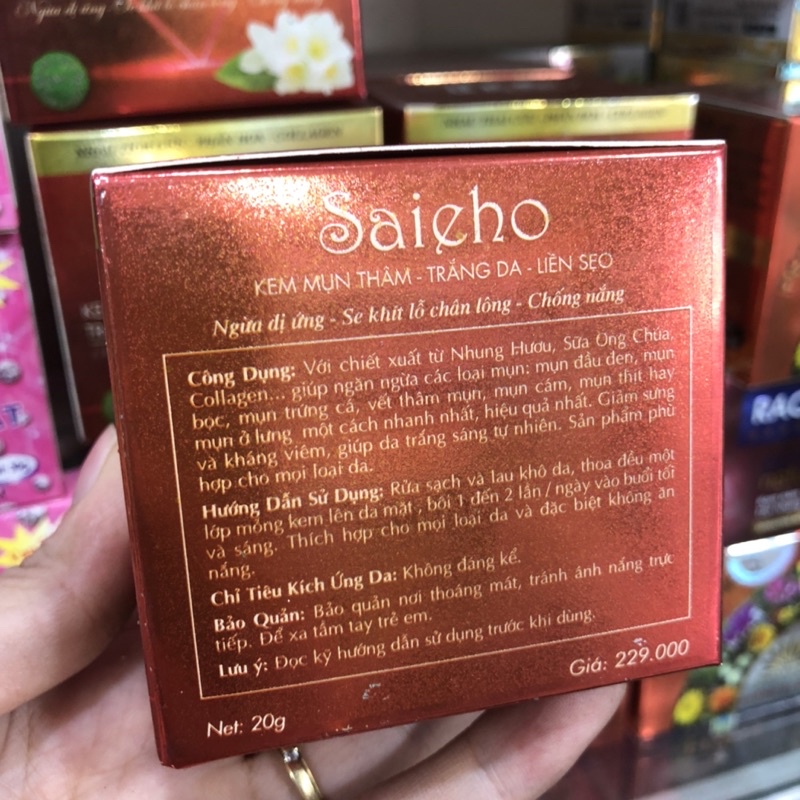 Saieho
KEM MỤN THÂM - TRẮNG DA - LIỀN SẸO
Ngừa dị ứng - Se khít lỗ chân lông - Chống nắng
Công Dụng: Với chiết xuất từ Nhung Hươu, Sữa Ong Chúa,
Collagen... giúp ngăn ngừa các loại mụn: mụn đầu đen, mụn
bọc, mụn trứng cá, vết thâm mụn, mụn cám, mụn thịt hay
mụn ở lưng một cách nhanh nhất, hiệu quả nhất. Giảm sưng
và kháng viêm, giúp da trắng sáng tự nhiên. Sản phẩm phù
hợp cho mọi loại da.
Hướng Dẫn Sử Dụng: Rửa sạch và lau khô da, thoa đều một
lớp mỏng kem lên da mặt, bôi 1 đến 2 lần / ngày vào buổi tối
và sáng. Thích hợp cho mọi loại da và đặc biệt không ăn
nắng.
Chỉ Tiêu Kích Ứng Da: Không đáng kể.
Bảo Quản: Bảo quản nơi thoáng mát, tránh ánh nắng trực
tiếp. Để xa tầm tay trẻ em.
Lưu ý: Đọc kỹ hướng dẫn sử dụng trước khi dùng.
Net: 20g
Giá: 229.000